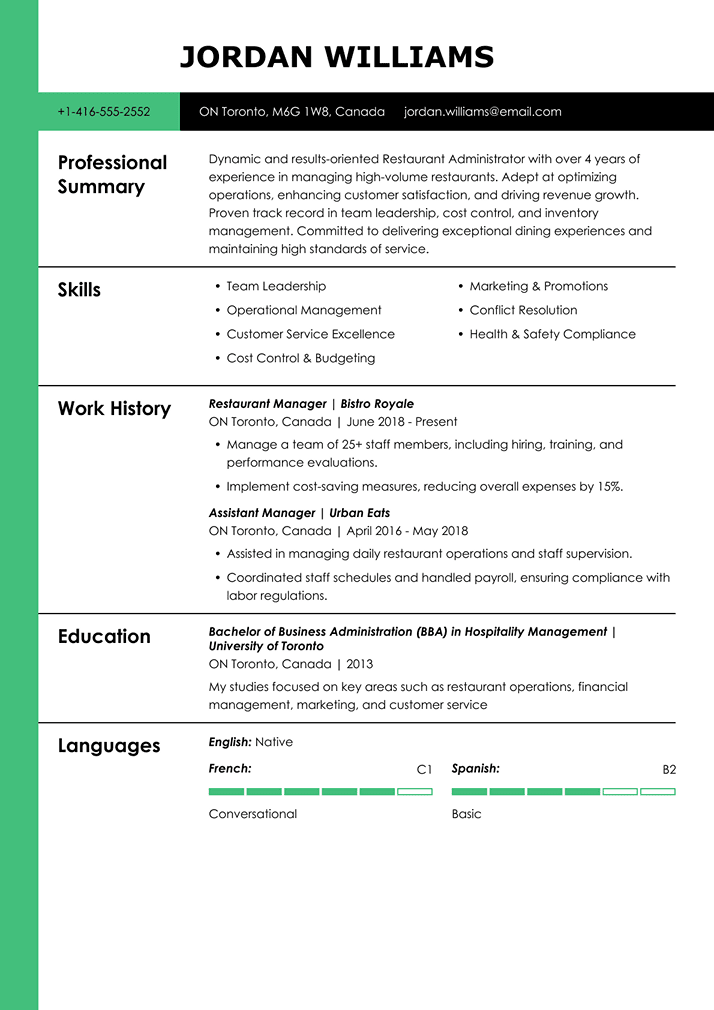 JORDAN WILLIAMS
+1-416-555-2552 ON Toronto, M6G 1W8, Canada jordan.williams@email.com
Professional
Summary
Dynamic and results-oriented Restaurant Administrator with over 4 years of
experience in managing high-volume restaurants. Adept at optimizing
operations, enhancing customer satisfaction, and driving revenue growth.
Proven track record in team leadership, cost control, and inventory
management. Committed to delivering exceptional dining experiences and
maintaining high standards of service.
Skills
• Team Leadership
• Operational Management
• Customer Service Excellence
• Cost Control & Budgeting
• Marketing & Promotions
• Conflict Resolution
• Health & Safety Compliance
Work History
Restaurant Manager | Bistro Royale
ON Toronto, Canada | June 2018 - Present
• Manage a team of 25+ staff members, including hiring, training, and
performance evaluations.
• Implement cost-saving measures, reducing overall expenses by 15%.
Assistant Manager | Urban Eats
ON Toronto, Canada | April 2016 - May 2018
• Assisted in managing daily restaurant operations and staff supervision.
• Coordinated staff schedules and handled payroll, ensuring compliance with
labor regulations.
Education
Bachelor of Business Administration (BBA) in Hospitality Management |
University of Toronto
ON Toronto, Canada | 2013
My studies focused on key areas such as restaurant operations, financial
management, marketing, and customer service
Languages
English: Native
French: C1
Conversational
Spanish: B2
Basic